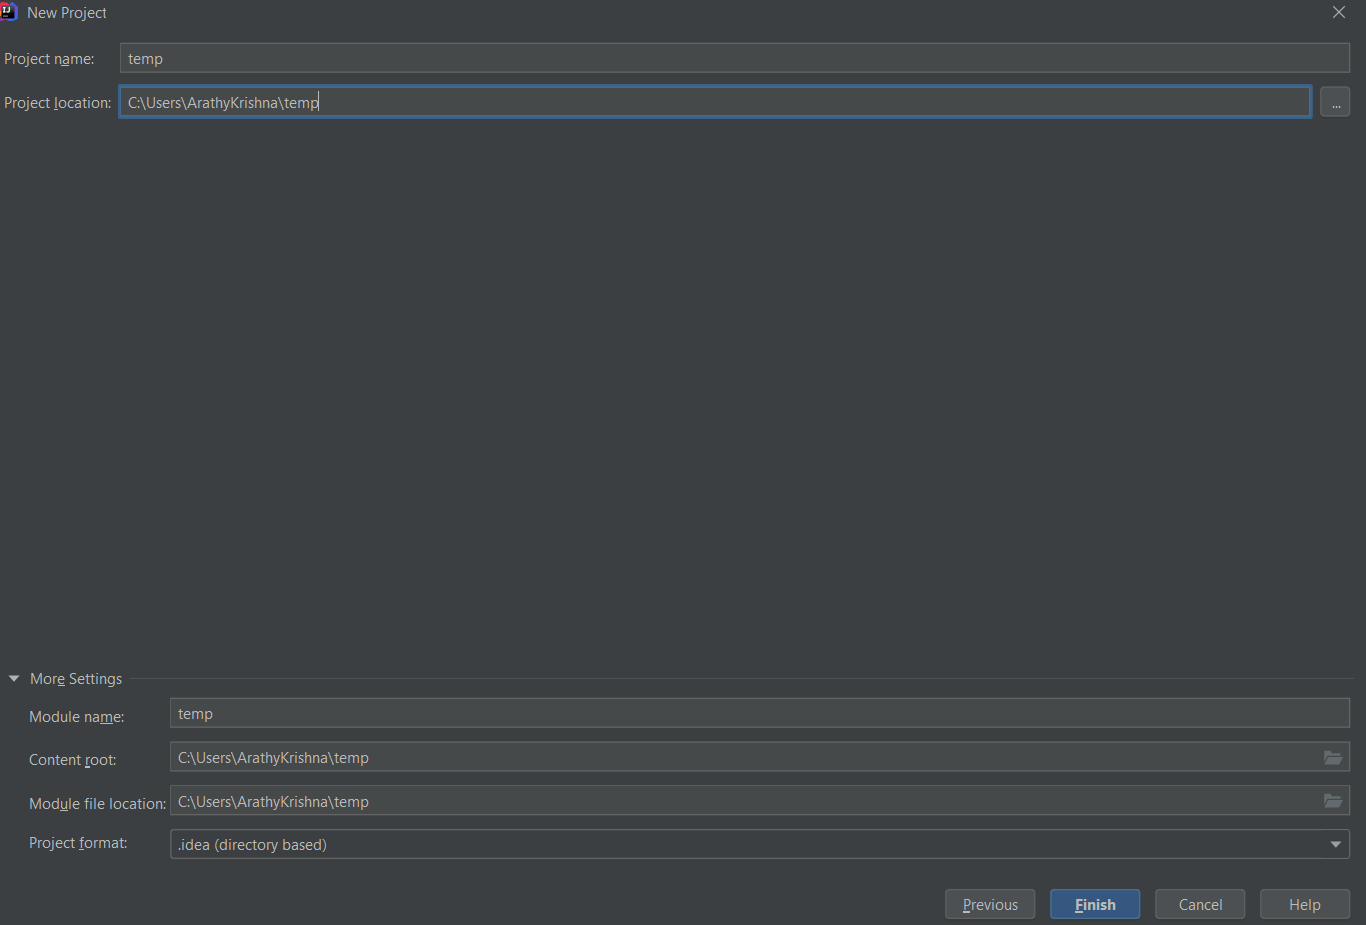 New Project
Project name: temp
Project location: C:\Users\ArathyKrishna\temp ...
More Settings
Module name: temp
Content root: C:\Users\ArathyKrishna\temp
Module file location: C:\Users\ArathyKrishna\temp
Project format: .idea (directory based)
Previous Finish Cancel Help